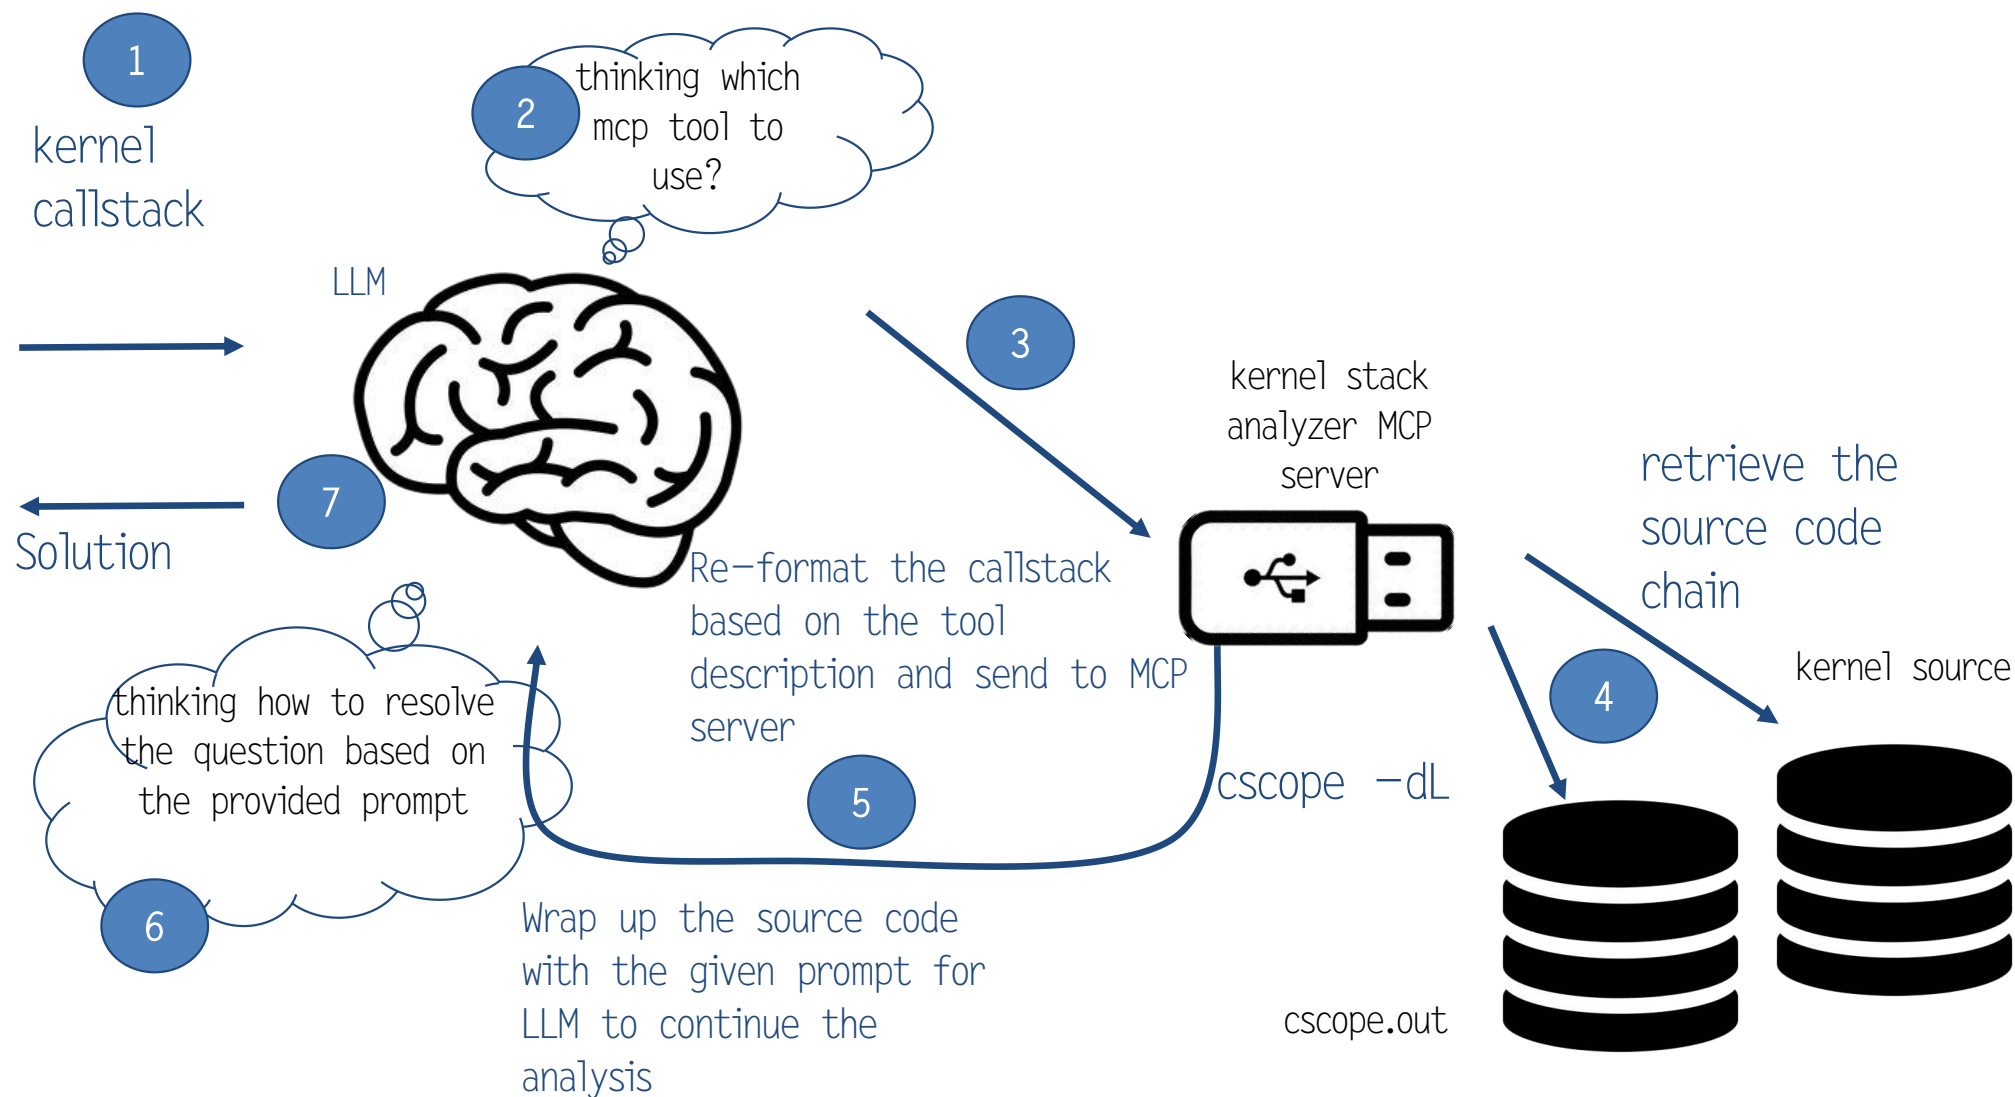 1
kernel
callstack
2
thinking which
mcp tool to
use?
LLM
3
Re-format the callstack
based on the tool
description and send to MCP
server
kernel stack
analyzer MCP
server
retrieve the
source code
chain
4
kernel source
cscope -dL
cscope.out
5
Wrap up the source code
with the given prompt for
LLM to continue the
analysis
6
thinking how to resolve
the question based on
the provided prompt
7
Solution